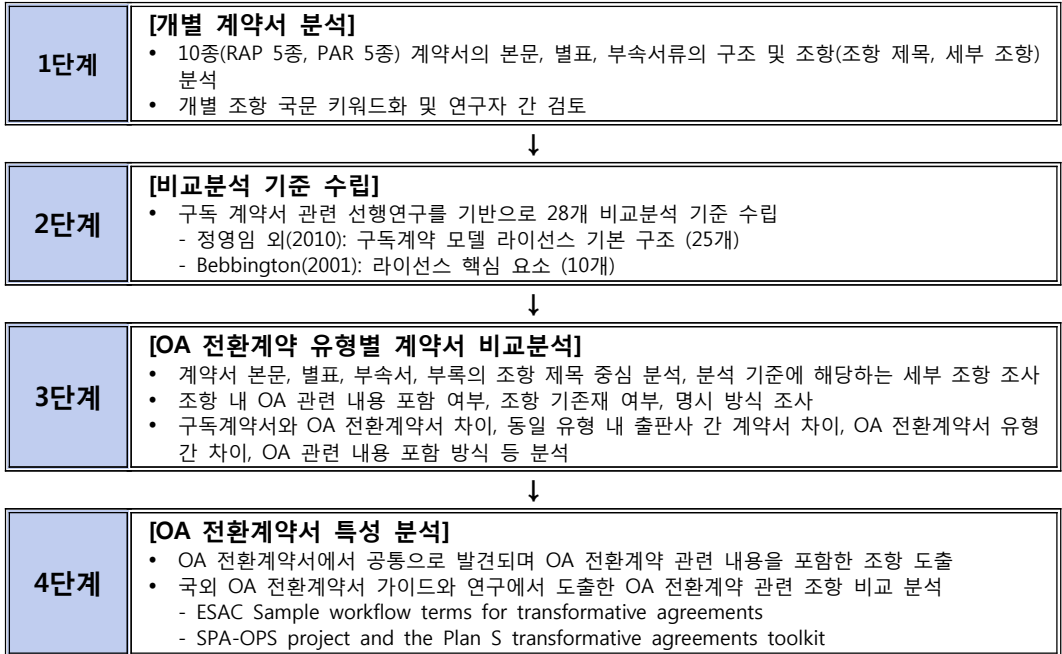 1단계
[개별 계약서 분석]
• 10종(RAP 5종, PAR 5종) 계약서의 본문, 별표, 부속서류의 구조 및 조항(조항 제목, 세부 조항)
분석
• 개별 조항 국문 키워드화 및 연구자 간 검토
↓
2단계
[비교분석 기준 수립]
• 구독 계약서 관련 선행연구를 기반으로 28개 비교분석 기준 수립
- 정영임 외(2010): 구독계약 모델 라이선스 기본 구조 (25개)
- Bebbington(2001): 라이선스 핵심 요소 (10개)
↓
3단계
[OA 전환계약 유형별 계약서 비교분석]
• 계약서 본문, 별표, 부속서, 부록의 조항 제목 중심 분석, 분석 기준에 해당하는 세부 조항 조사
• 조항 내 OA 관련 내용 포함 여부, 조항 기존재 여부, 명시 방식 조사
• 구독계약서와 OA 전환계약서 차이, 동일 유형 내 출판사 간 계약서 차이, OA 전환계약서 유형
간 차이, OA 관련 내용 포함 방식 등 분석
↓
4단계
[OA 전환계약서 특성 분석]
• OA 전환계약서에서 공통으로 발견되며 OA 전환계약 관련 내용을 포함한 조항 도출
• 국외 OA 전환계약서 가이드와 연구에서 도출한 OA 전환계약 관련 조항 비교 분석
- ESAC Sample workflow terms for transformative agreements
- SPA-OPS project and the Plan S transformative agreements toolkit